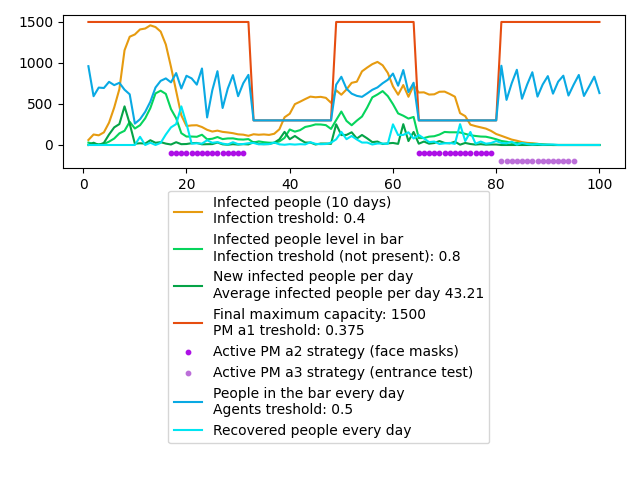 1500
1000
500
0
0
20
40
60
80
100
Infected people (10 days)
Infection treshold: 0.4
Infected people level in bar
Infection treshold (not present): 0.8
New infected people per day
Average infected people per day 43.21
Final maximum capacity: 1500
PM a1 treshold: 0.375
Active PM a2 strategy (face masks)
Active PM a3 strategy (entrance test)
People in the bar every day
Agents treshold: 0.5
Recovered people every day